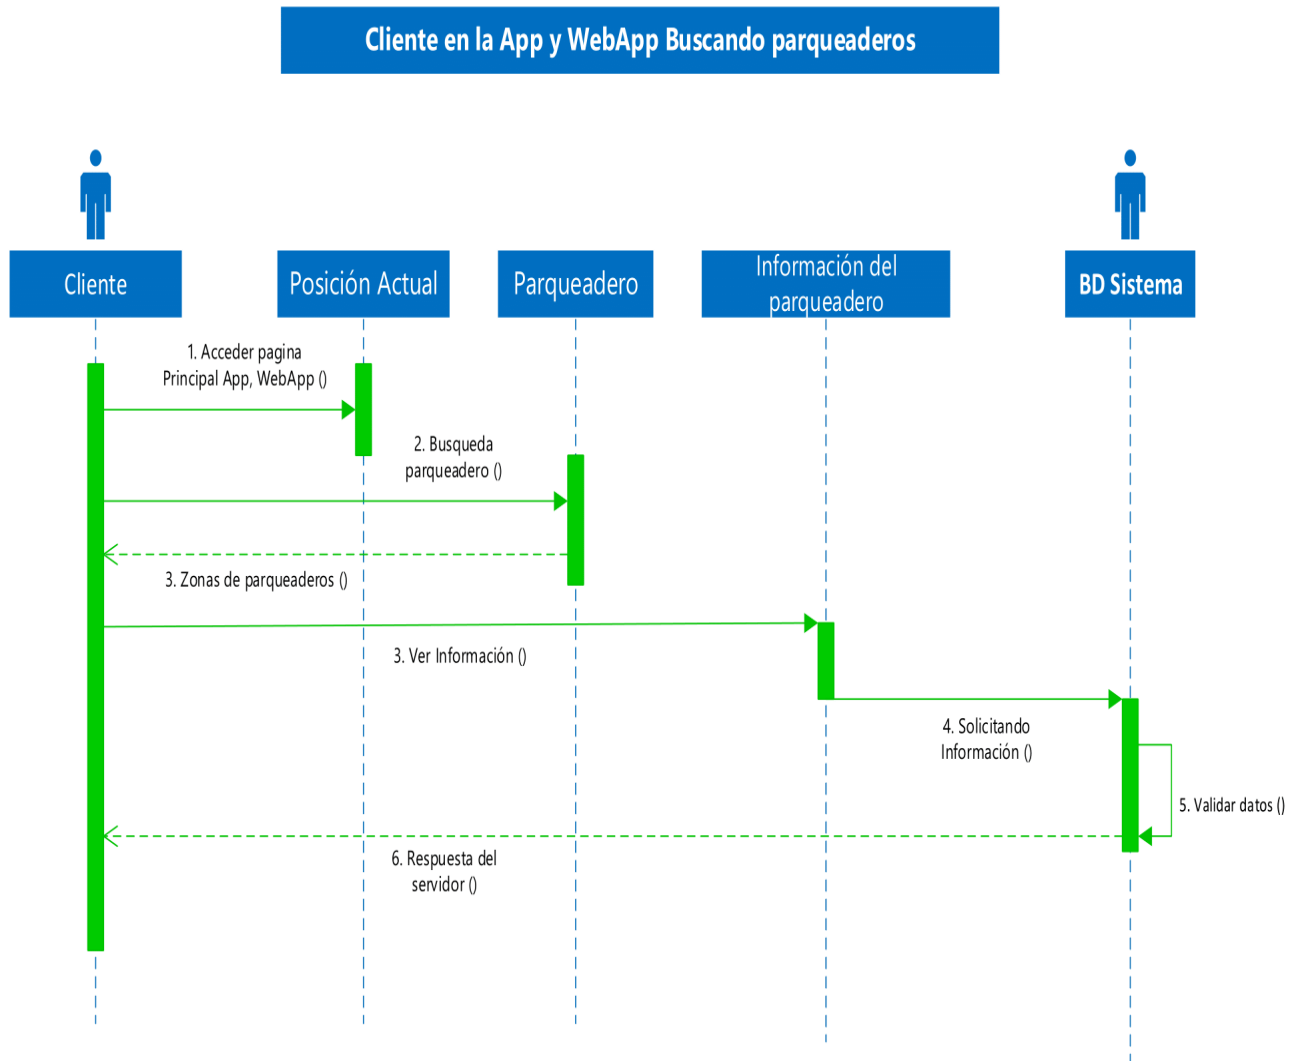 Cliente en la App y WebApp Buscando parqueaderos
Cliente
Posición Actual
Parqueadero
Información del
parqueadero
BD Sistema
1. Acceder pagina
Principal App, WebApp ()
2. Busqueda
parqueadero ()
3. Zonas de parqueaderos ()
3. Ver Información ()
4. Solicitando
Información ()
5. Validar datos ()
6. Respuesta del
servidor ()